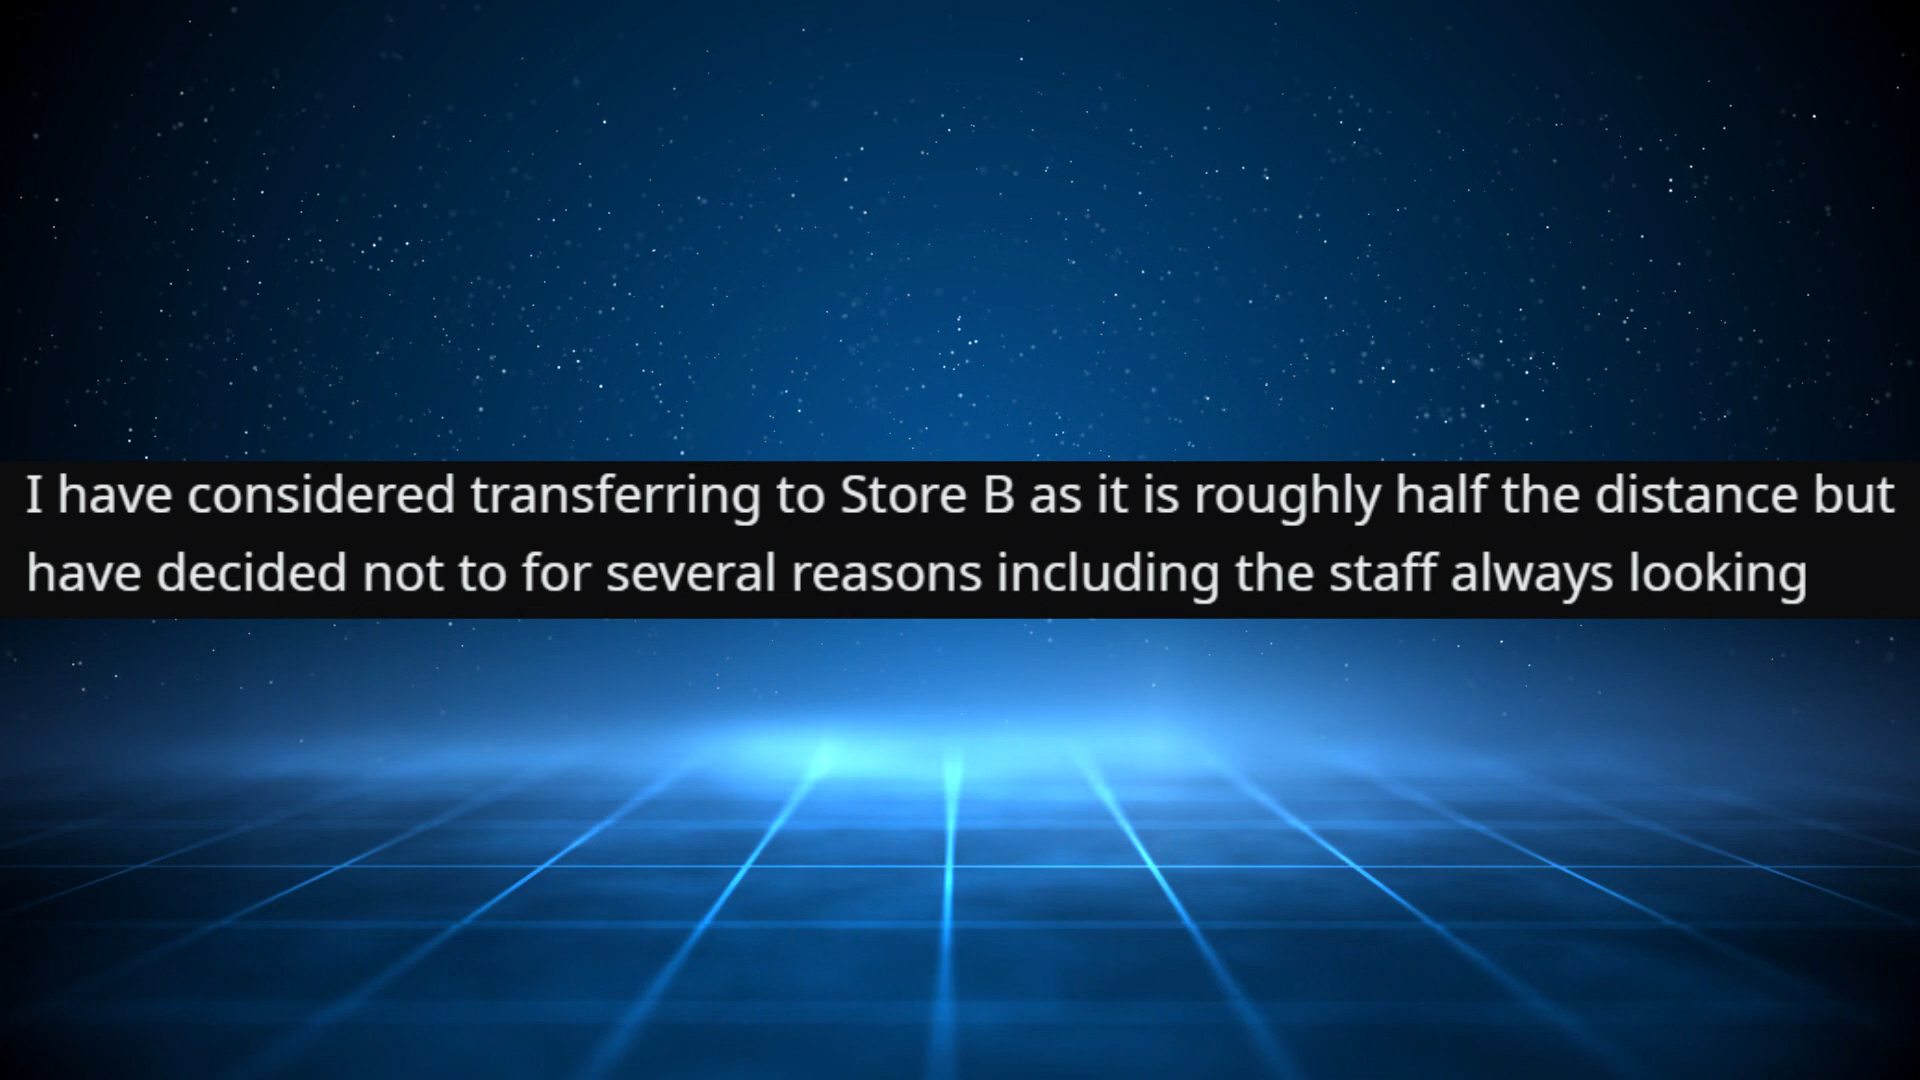 I have considered transferring to Store B as it is roughly half the distance but
have decided not to for several reasons including the staff always looking